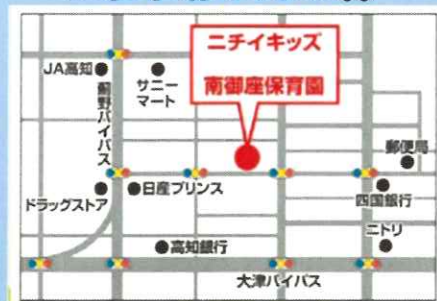 ニチイキッズ
南御座保育園
JA高知
サニー
マート
薊野バイパス
郵便局
ドラッグストア
日産プリンス
四国銀行
高知銀行
ニトリ
大津バイパス